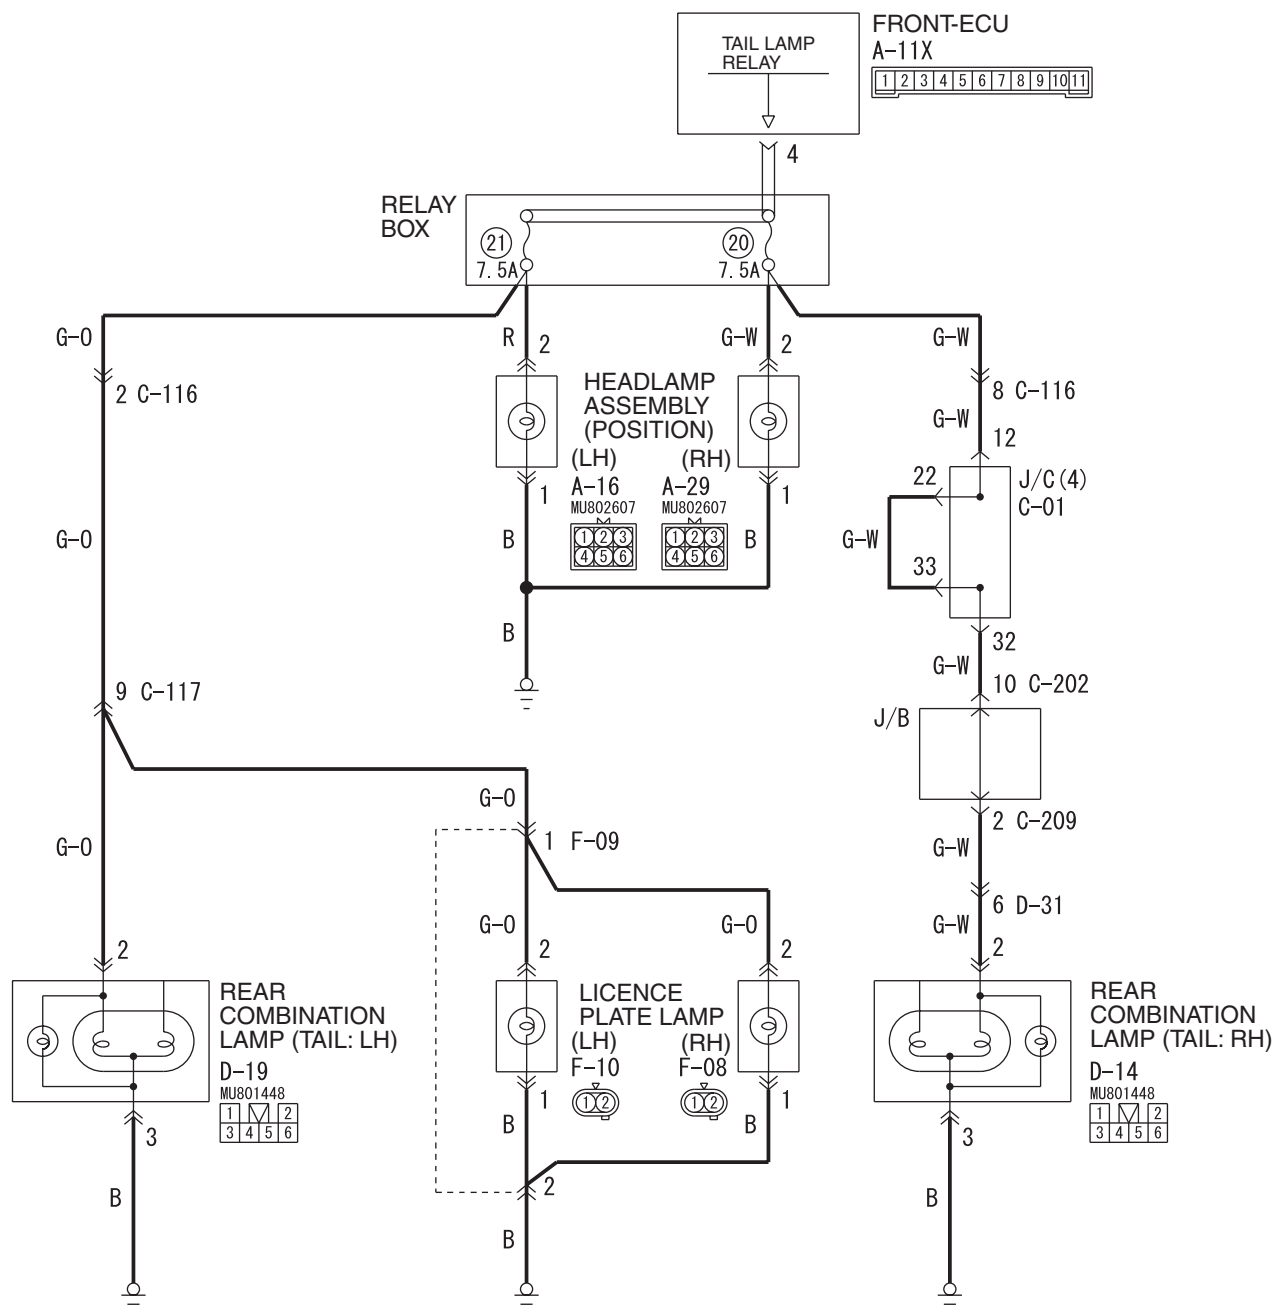 FRONT-ECU
TAIL LAMP
RELAY
A-11X
1 2 3 4 5 6 7 8 9 10 11
4
RELAY
BOX
21
7.5A
20
7.5A
G-O
R
2
G-W
2
G-W
2 C-116
HEADLAMP
ASSEMBLY
(POSITION)
(LH)
(RH)
A-16
A-29
MU802607
MU802607
1 2 3
4 5 6
1 2 3
4 5 6
1
1
B
B
8 C-116
G-W
12
22
J/C(4)
C-01
G-O
G-W
33
B
32
G-W
10 C-202
9 C-117
J/B
G-O
1 F-09
2 C-209
G-O
G-W
6 D-31
G-O
G-O
G-W
2
2
2
2
REAR
COMBINATION
LAMP (TAIL: LH)
D-19
MU801448
1 2
3 4 5 6
LICENCE
PLATE LAMP
(LH)
(RH)
F-10
F-08
1 2
1 2
1
1
REAR
COMBINATION
LAMP (TAIL: RH)
D-14
MU801448
1 2
3 4 5 6
3
B
B
3
B
2
B
B